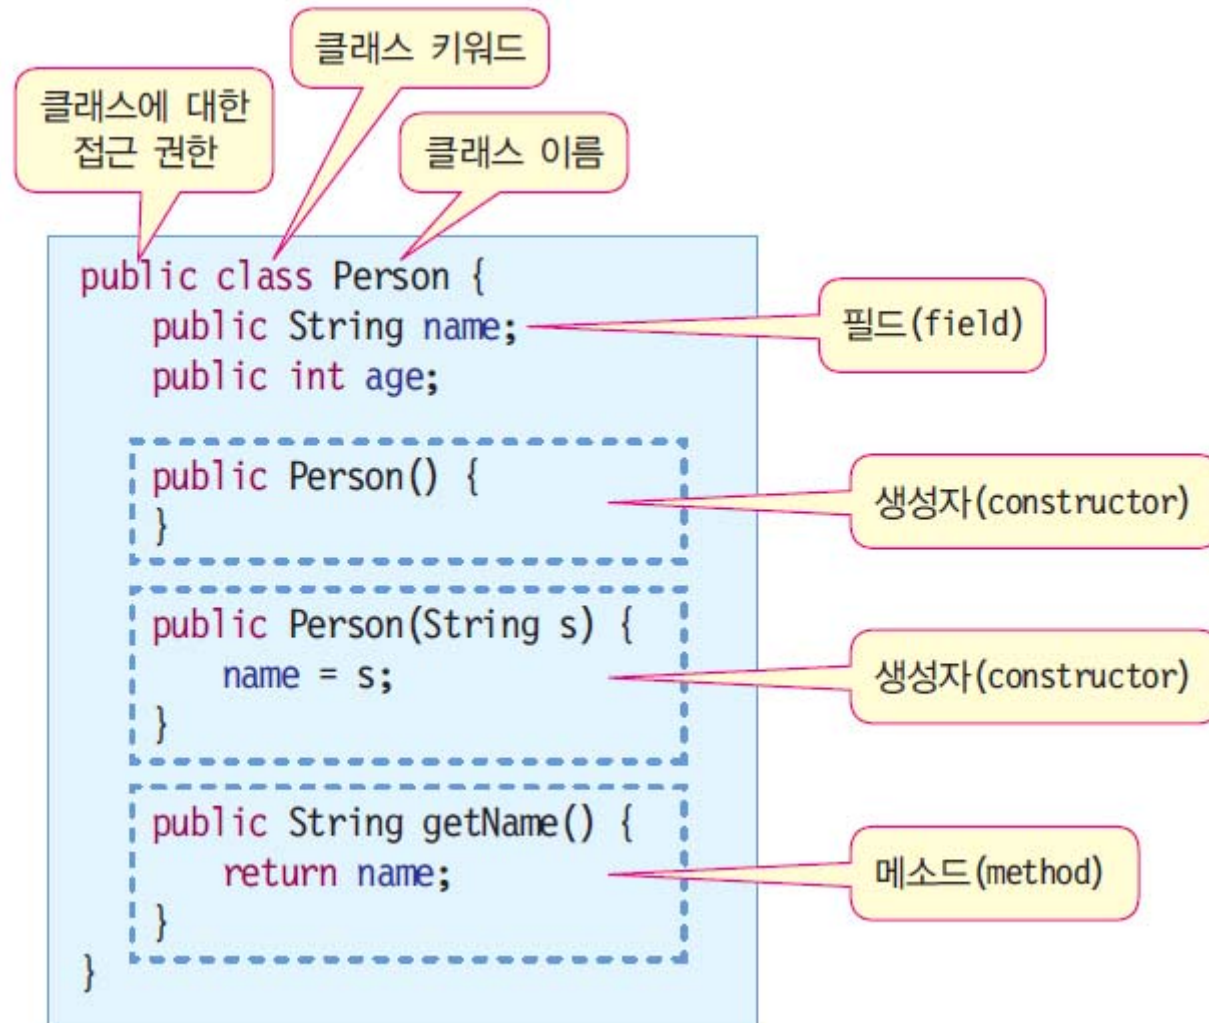 클래스 키워드
클래스에 대한
접근 권한
클래스 이름
public class Person {
public String name;
필드(field)
public int age;
public Person() {
}
생성자(constructor)
public Person(String s) {
name = s;
}
생성자(constructor)
public String getName() {
return name;
}
메소드(method)
}